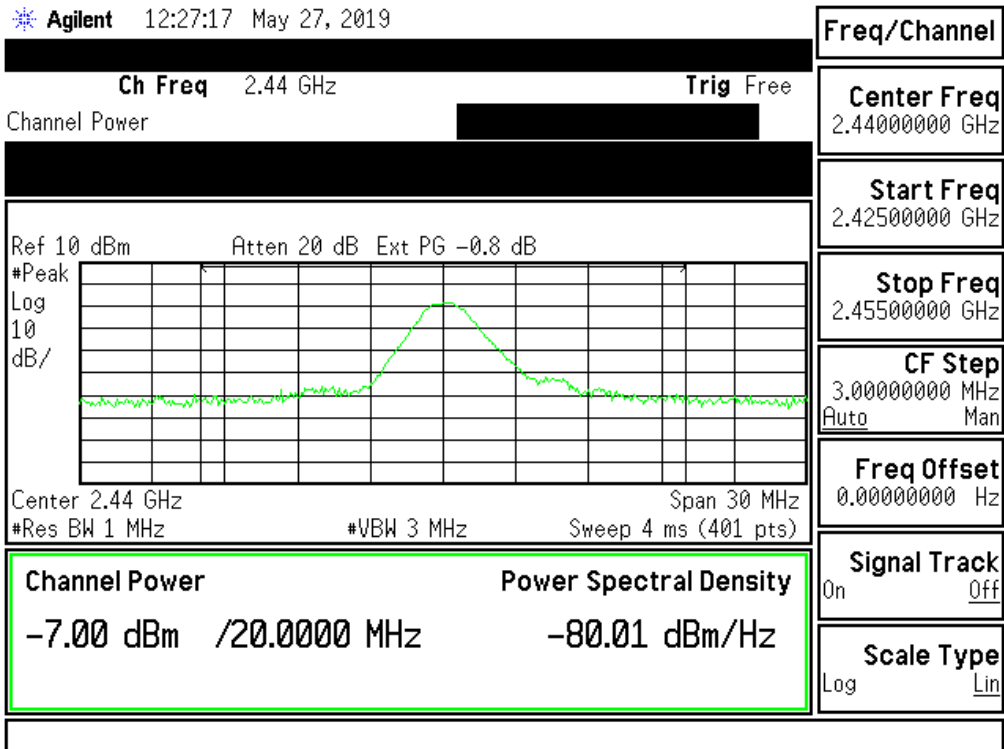 Agilent 12:27:17 May 27, 2019
Freq/Channel
Ch Freq 2.44 GHz Trig Free
Channel Power
Center Freq
2.44000000 GHz
Start Freq
2.42500000 GHz
Stop Freq
2.45500000 GHz
CF Step
3.00000000 MHz
Auto Man
Freq Offset
0.00000000 Hz
Signal Track
On Off
Scale Type
Log Lin
Ref 10 dBm Atten 20 dB Ext PG -0.8 dB
#Peak
Log
10
dB/
Center 2.44 GHz Span 30 MHz
#Res BW 1 MHz #VBW 3 MHz Sweep 4 ms (401 pts)
Channel Power Power Spectral Density
-7.00 dBm /20.0000 MHz -80.01 dBm/Hz